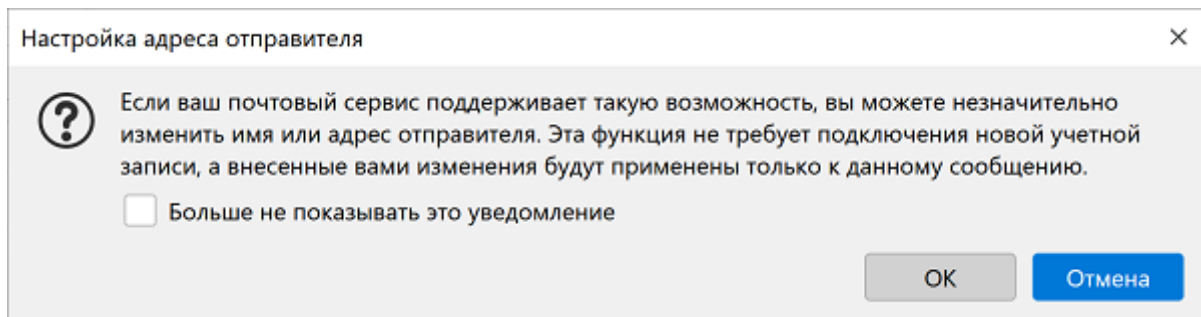 Настройка адреса отправителя
Если ваш почтовый сервис поддерживает такую возможность, вы можете незначительно
изменить имя или адрес отправителя. Эта функция не требует подключения новой учетной
записи, а внесенные вами изменения будут применены только к данному сообщению.
Больше не показывать это уведомление
ОК
Отмена